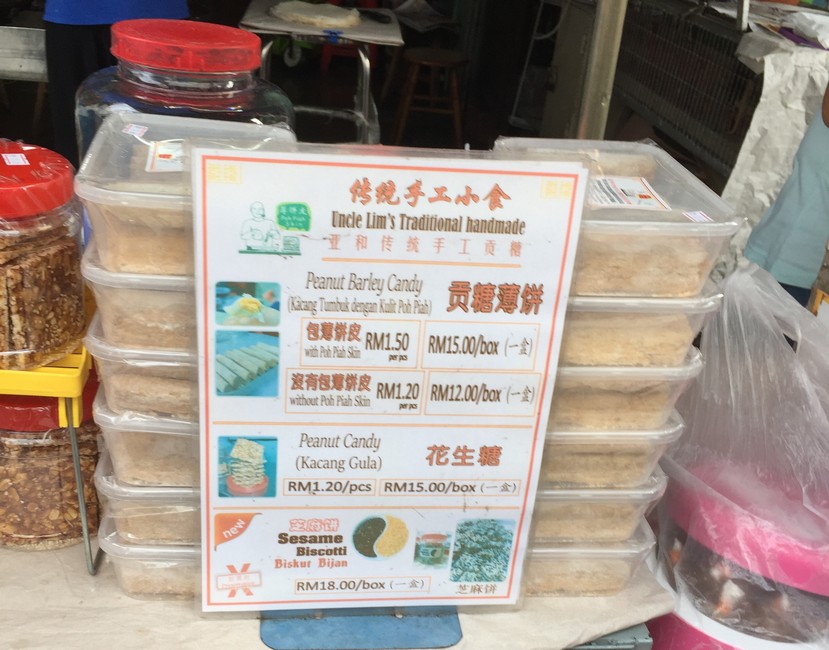 传统手工小食
Uncle Lim's Traditional handmade
亚和传统手工贡糖
Poh Piah
Skin
Peanut Barley Candy
(Kacang Tumbuk dengan Kulit Poh Piah)
贡糖薄饼
包薄饼皮
with Poh Piah Skin
RM1.50
per pcs
RM15.00/box (一盒)
沒有包薄饼皮
without Poh Piah Skin
RM1.20
per pcs
RM12.00/box (一盒)
Peanut Candy
(Kacang Gula)
花生糖
RM1.20/pcs
RM15.00/box (一盒)
new
芝麻饼
Sesame
Biscotti
Biskut Bijan
RM18.00/box (一盒)
芝麻饼